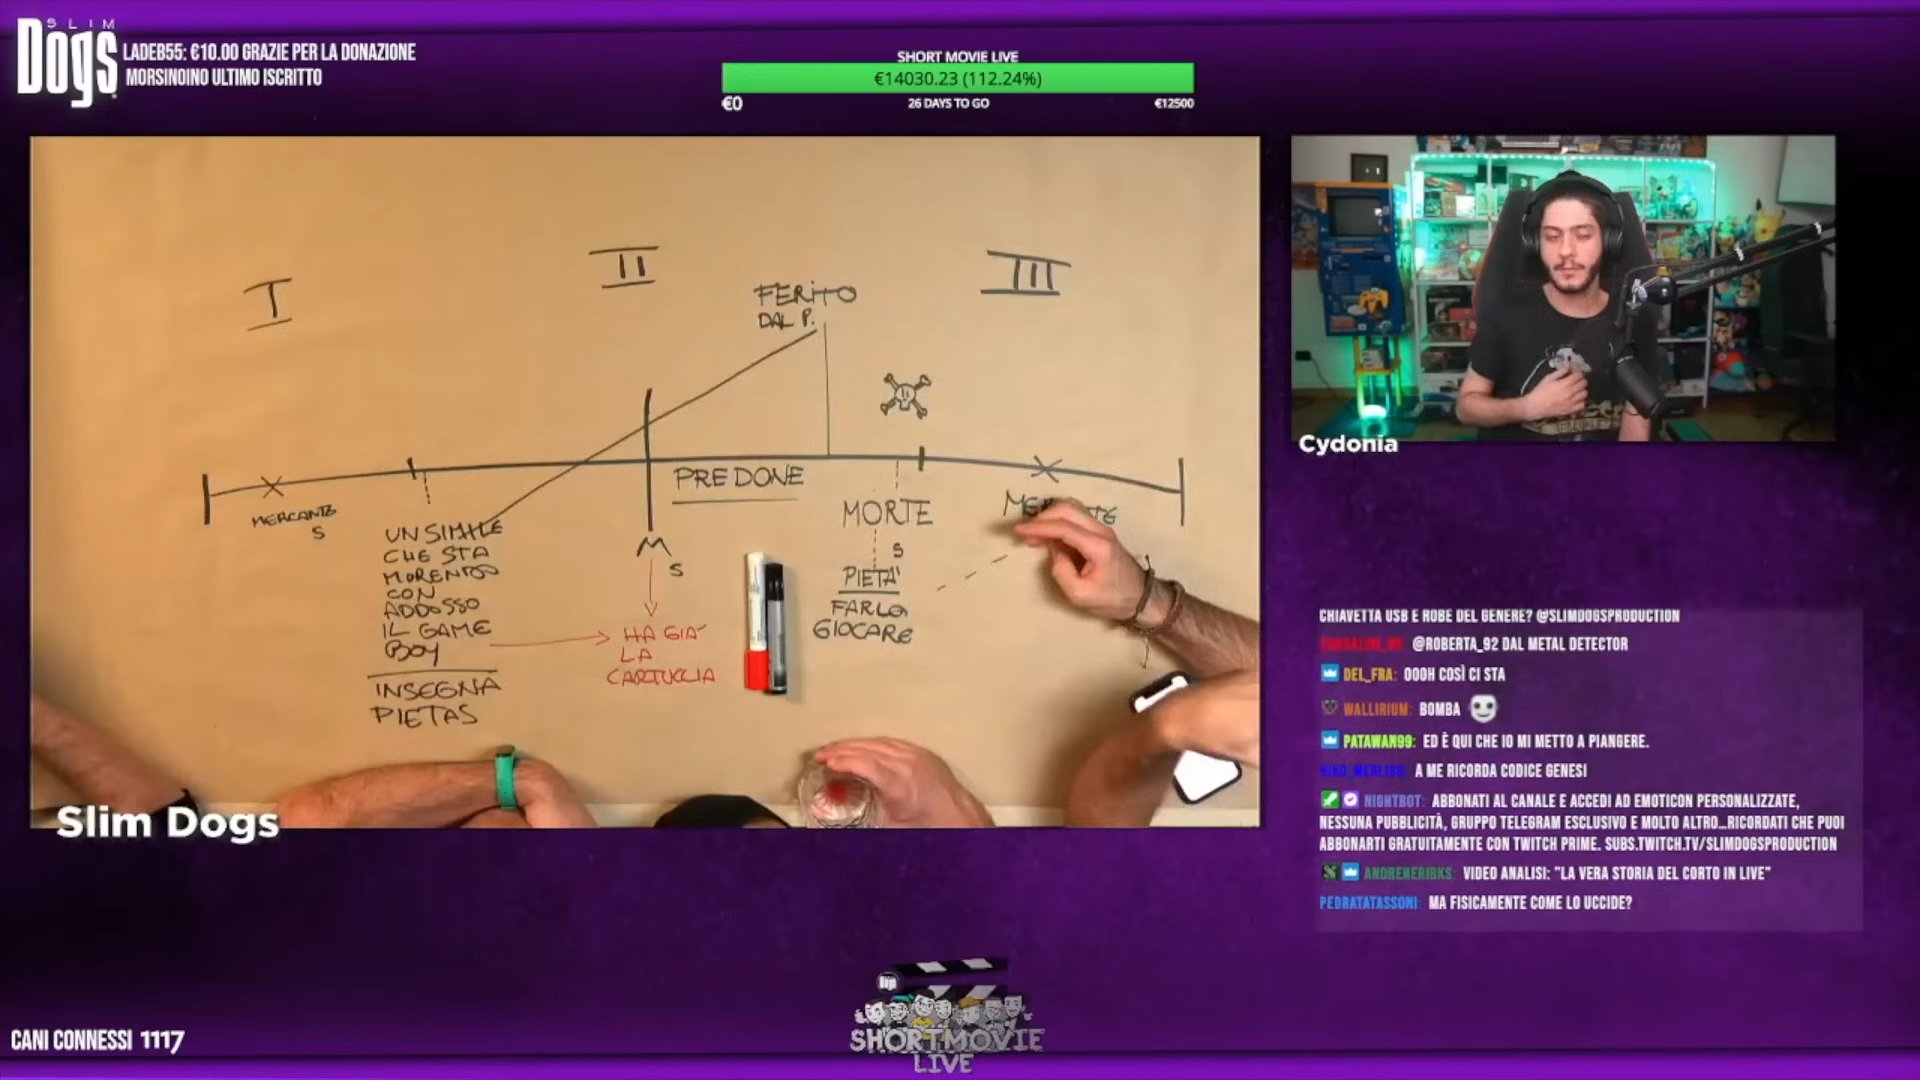 SLIM
Dogs
LADEB55: €10.00 GRAZIE PER LA DONAZIONE
MORSINOINO ULTIMO ISCRITTO
SHORT MOVIE LIVE
€14030.23 (112.24%)
€0
26 DAYS TO GO
€12500
I
II
III
FERITO
DAL P.
MERCANTE
S
UN SIMILE
CHE STA
MORENDO
CON
ADDOSSO
IL GAME
BOY
INSEGNA
PIETAS
M
S
HA GIA'
LA
CARTUCCIA
PREDONE
MORTE
S
PIETA'
FARLO
GIOCARE
Slim Dogs
Cydonia
CHIAVETTA USB E ROBE DEL GENERE? @SLIMDOGSPRODUCTION
@ROBERTA_92 DAL METAL DETECTOR
DEL_FRA: OOOH COSÌ CI STA
WALLIRIUM: BOMBA
PATAWAN99: ED È QUI CHE IO MI METTO A PIANGERE.
A ME RICORDA CODICE GENESI
NIGHTBOT: ABBONATI AL CANALE E ACCEDI AD EMOTICON PERSONALIZZATE,
NESSUNA PUBBLICITÀ, GRUPPO TELEGRAM ESCLUSIVO E MOLTO ALTRO...RICORDATI CHE PUOI
ABBONARTI GRATUITAMENTE CON TWITCH PRIME. SUBS.TWITCH.TV/SLIMDOGSPRODUCTION
ANDRENERIBKS: VIDEO ANALISI: "LA VERA STORIA DEL CORTO IN LIVE"
PEDRATATASSONI: MA FISICAMENTE COME LO UCCIDE?
CANI CONNESSI 1117
SHORT MOVIE
LIVE